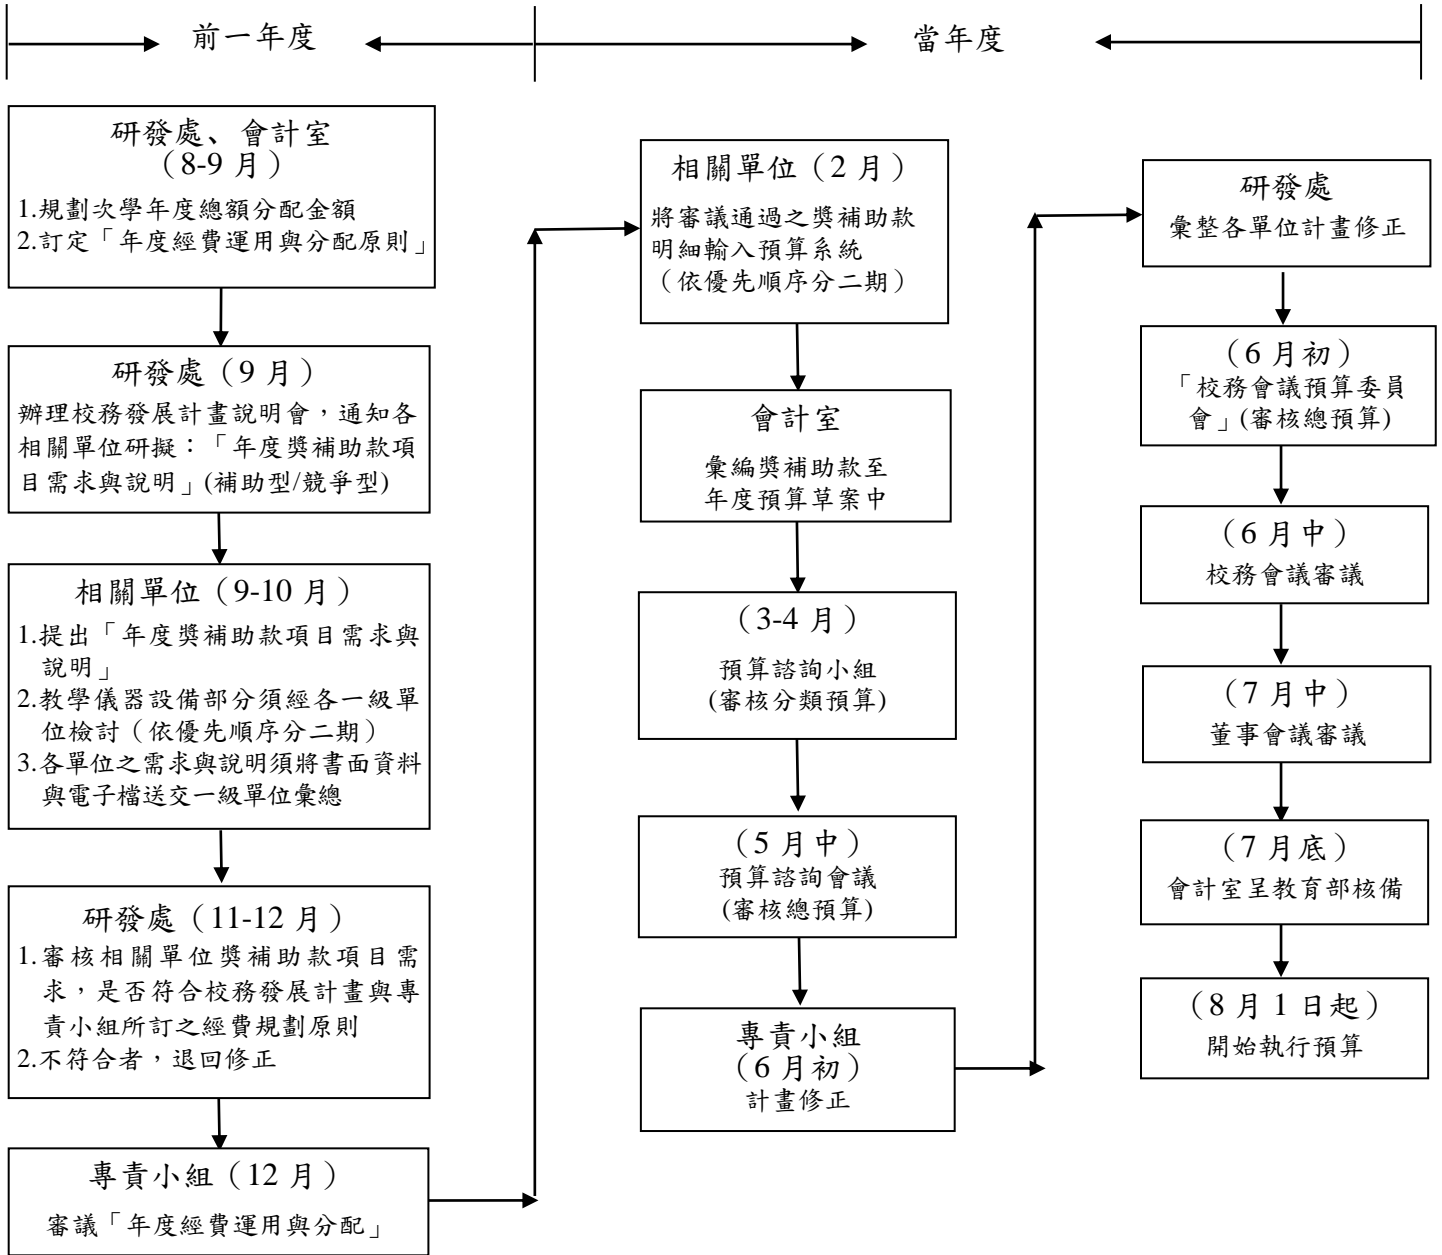 前一年度
當年度
研發處、會計室
（8-9 月）
1.規劃次學年度總額分配金額
2.訂定「年度經費運用與分配原則」
研發處（9 月）
辦理校務發展計畫說明會，通知各
相關單位研擬：「年度獎補助款項
目需求與說明」(補助型/競爭型)
相關單位（9-10 月）
1.提出「年度獎補助款項目需求與
說明」
2.教學儀器設備部分須經各一級單
位檢討（依優先順序分二期）
3.各單位之需求與說明須將書面資料
與電子檔送交一級單位彙總
研發處（11-12 月）
1.審核相關單位獎補助款項目需
求，是否符合校務發展計畫與專
責小組所訂之經費規劃原則
2.不符合者，退回修正
專責小組（12 月）
審議「年度經費運用與分配」
相關單位（2 月）
將審議通過之獎補助款
明細輸入預算系統
（依優先順序分二期）
會計室
彙編獎補助款至
年度預算草案中
（3-4 月）
預算諮詢小組
(審核分類預算)
（5 月中）
預算諮詢會議
(審核總預算)
專責小組
（6 月初）
計畫修正
研發處
彙整各單位計畫修正
（6 月初）
「校務會議預算委員
會」(審核總預算)
（6 月中）
校務會議審議
（7 月中）
董事會議審議
（7 月底）
會計室呈教育部核備
（8 月 1 日起）
開始執行預算